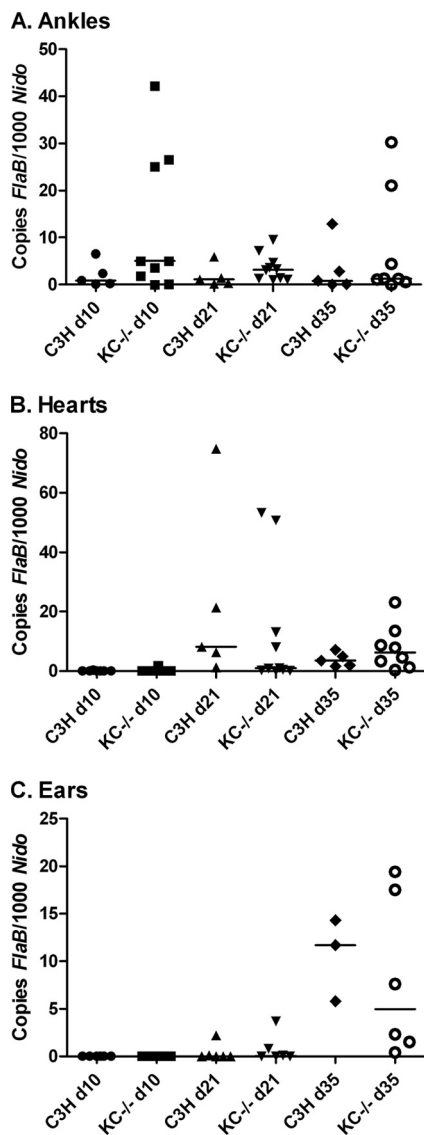 A. Ankles
Copies FlaB/1000 Nido
50
40
30
20
10
0
C3H d10
KC-/- d10
C3H d21
KC-/- d21
C3H d35
KC-/- d35
B. Hearts
Copies FlaB/1000 Nido
80
60
40
20
0
C3H d10
KC-/- d10
C3H d21
KC-/- d21
C3H d35
KC-/- d35
C. Ears
Copies FlaB/1000 Nido
25
20
15
10
5
0
C3H d10
KC-/- d10
C3H d21
KC-/- d21
C3H d35
KC-/- d35